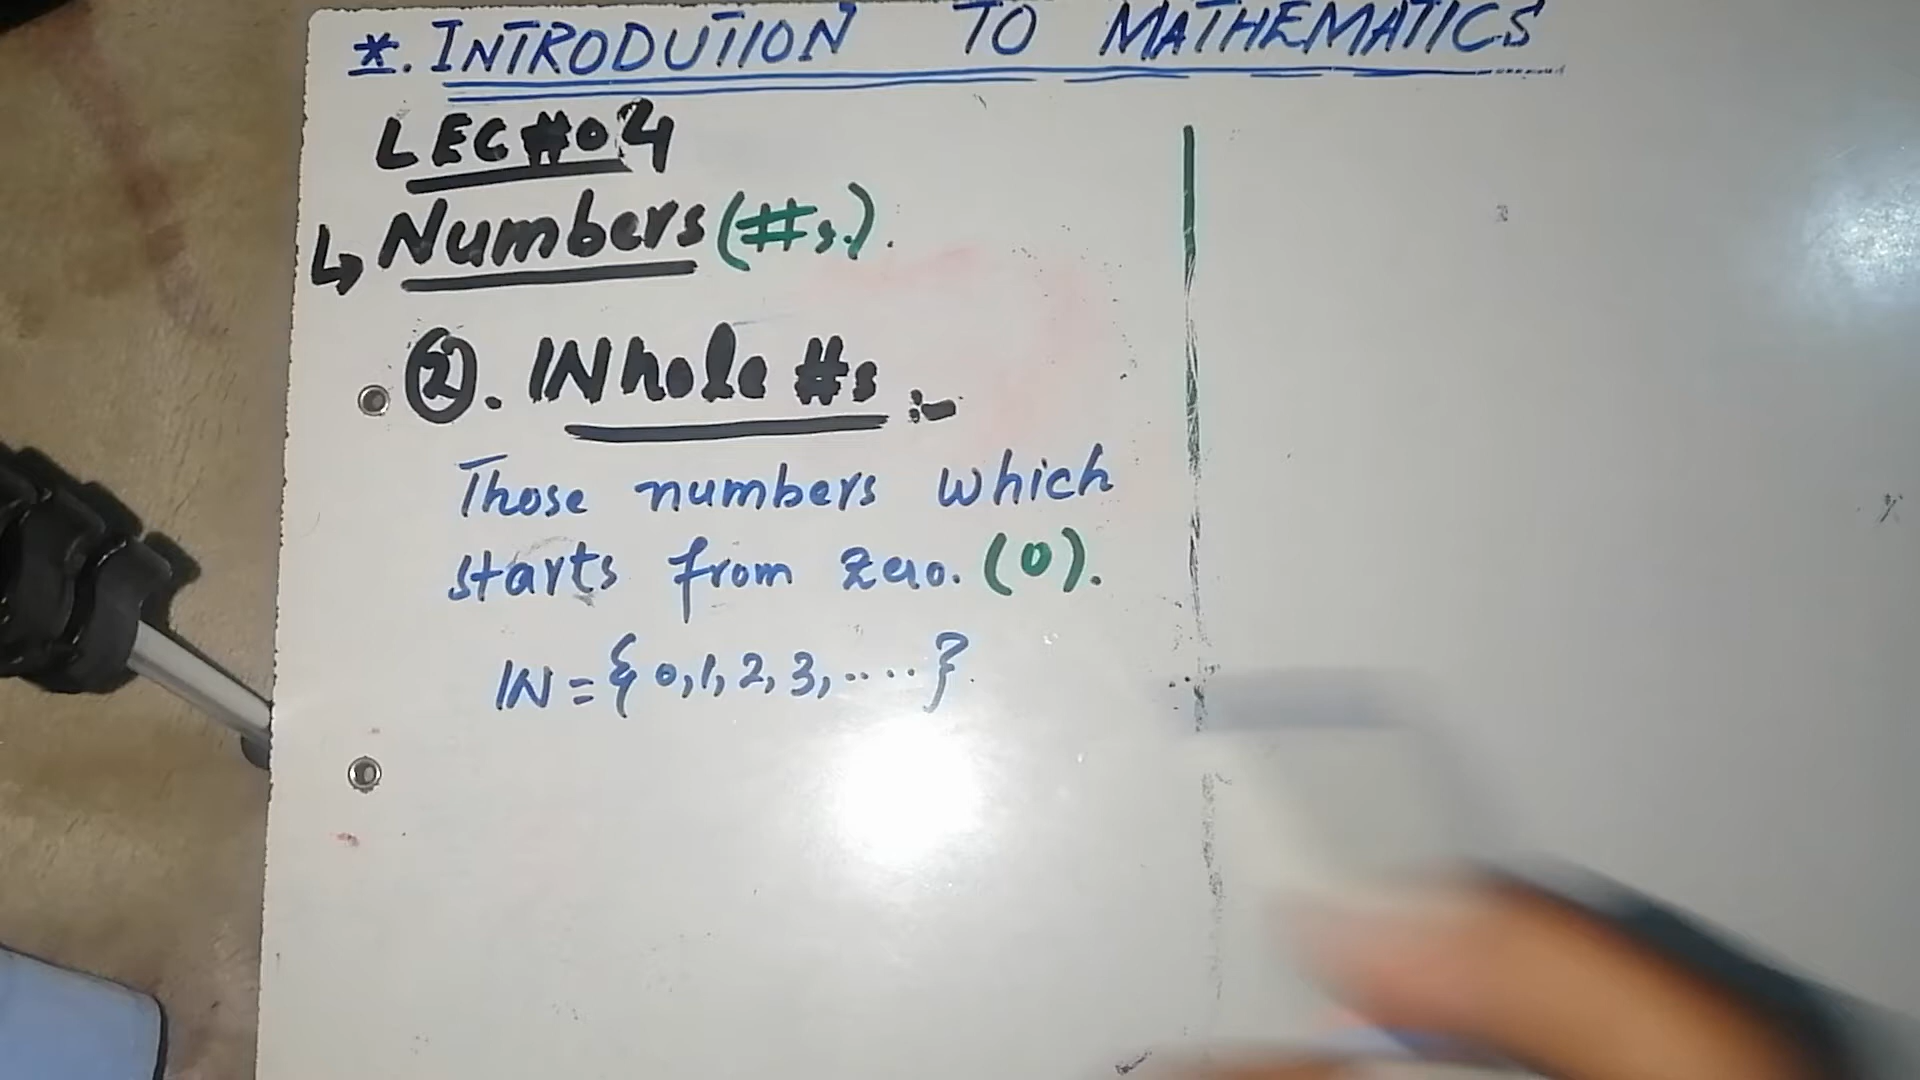 *. INTRODUTION TO MATHEMATICS
LEC#04
↳ Numbers (#s.).
②. Whole #s :-
Those numbers which
starts from zero. (0).
W = { 0, 1, 2, 3, .... }